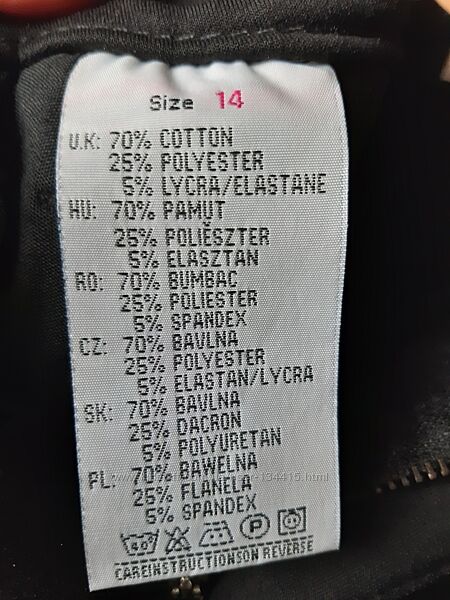 Size 14
U.K: 70% COTTON
25% POLYESTER
5% LYCRA/ELASTANE
HU: 70% PAMUT
25% POLIĔSZTER
5% ELASZTAN
RO: 70% BUMBAC
25% POLIESTER
5% SPANDEX
CZ: 70% BAVLNA
25% POLYESTER
5% ELASTAN/LYCRA
SK: 70% BAVLNA
25% DACRON
5% POLYURETAN
PL: 70% BAWELNA
25% FLANELA
5% SPANDEX
40 P
CAREINSTRUCTIONSON REVERSE